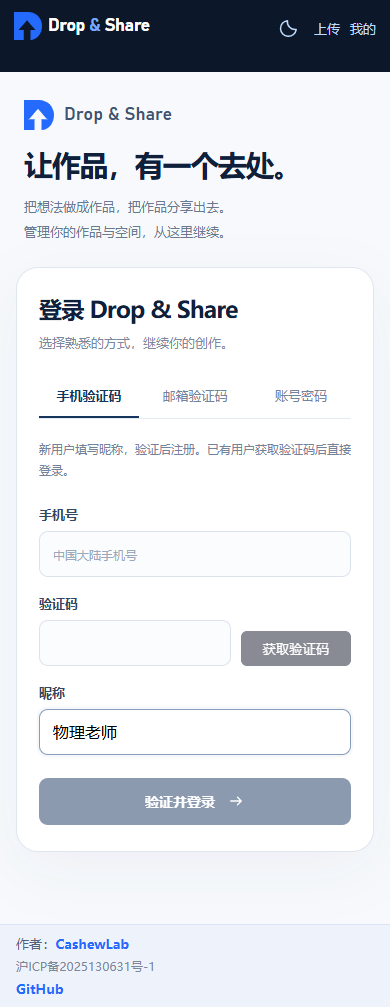 Drop & Share
上传 我的
Drop & Share
让作品，有一个去处。
把想法做成作品，把作品分享出去。
管理你的作品与空间，从这里继续。
登录 Drop & Share
选择熟悉的方式，继续你的创作。
手机验证码 邮箱验证码 账号密码
新用户填写昵称，验证后注册。已有用户获取验证码后直接
登录。
手机号
中国大陆手机号
验证码
获取验证码
昵称
物理老师
验证并登录 →
作者：CashewLab
沪ICP备2025130631号-1
GitHub